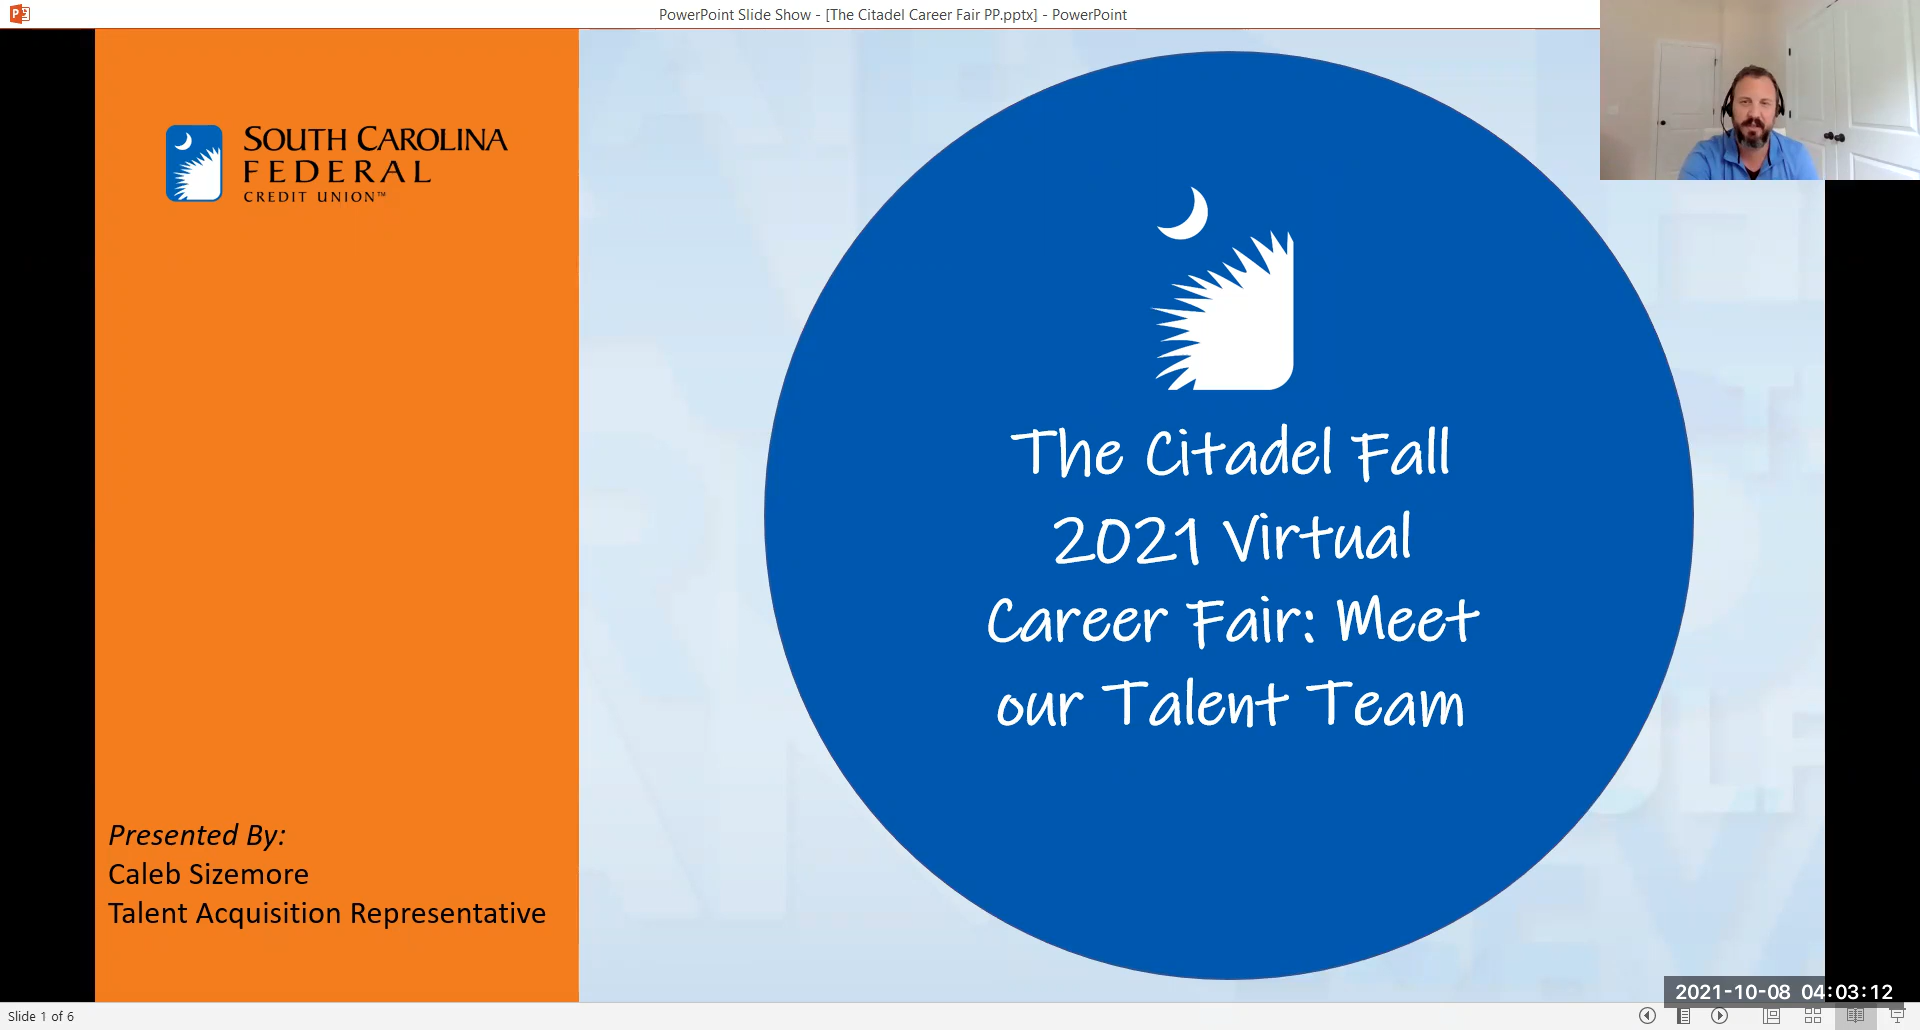 PowerPoint Slide Show - [The Citadel Career Fair PP.pptx] - PowerPoint
SOUTH CAROLINA
FEDERAL
CREDIT UNION™
The Citadel Fall
2021 Virtual
Career Fair: Meet
our Talent Team
Presented By:
Caleb Sizemore
Talent Acquisition Representative
2021-10-08 04:03:12
Slide 1 of 6